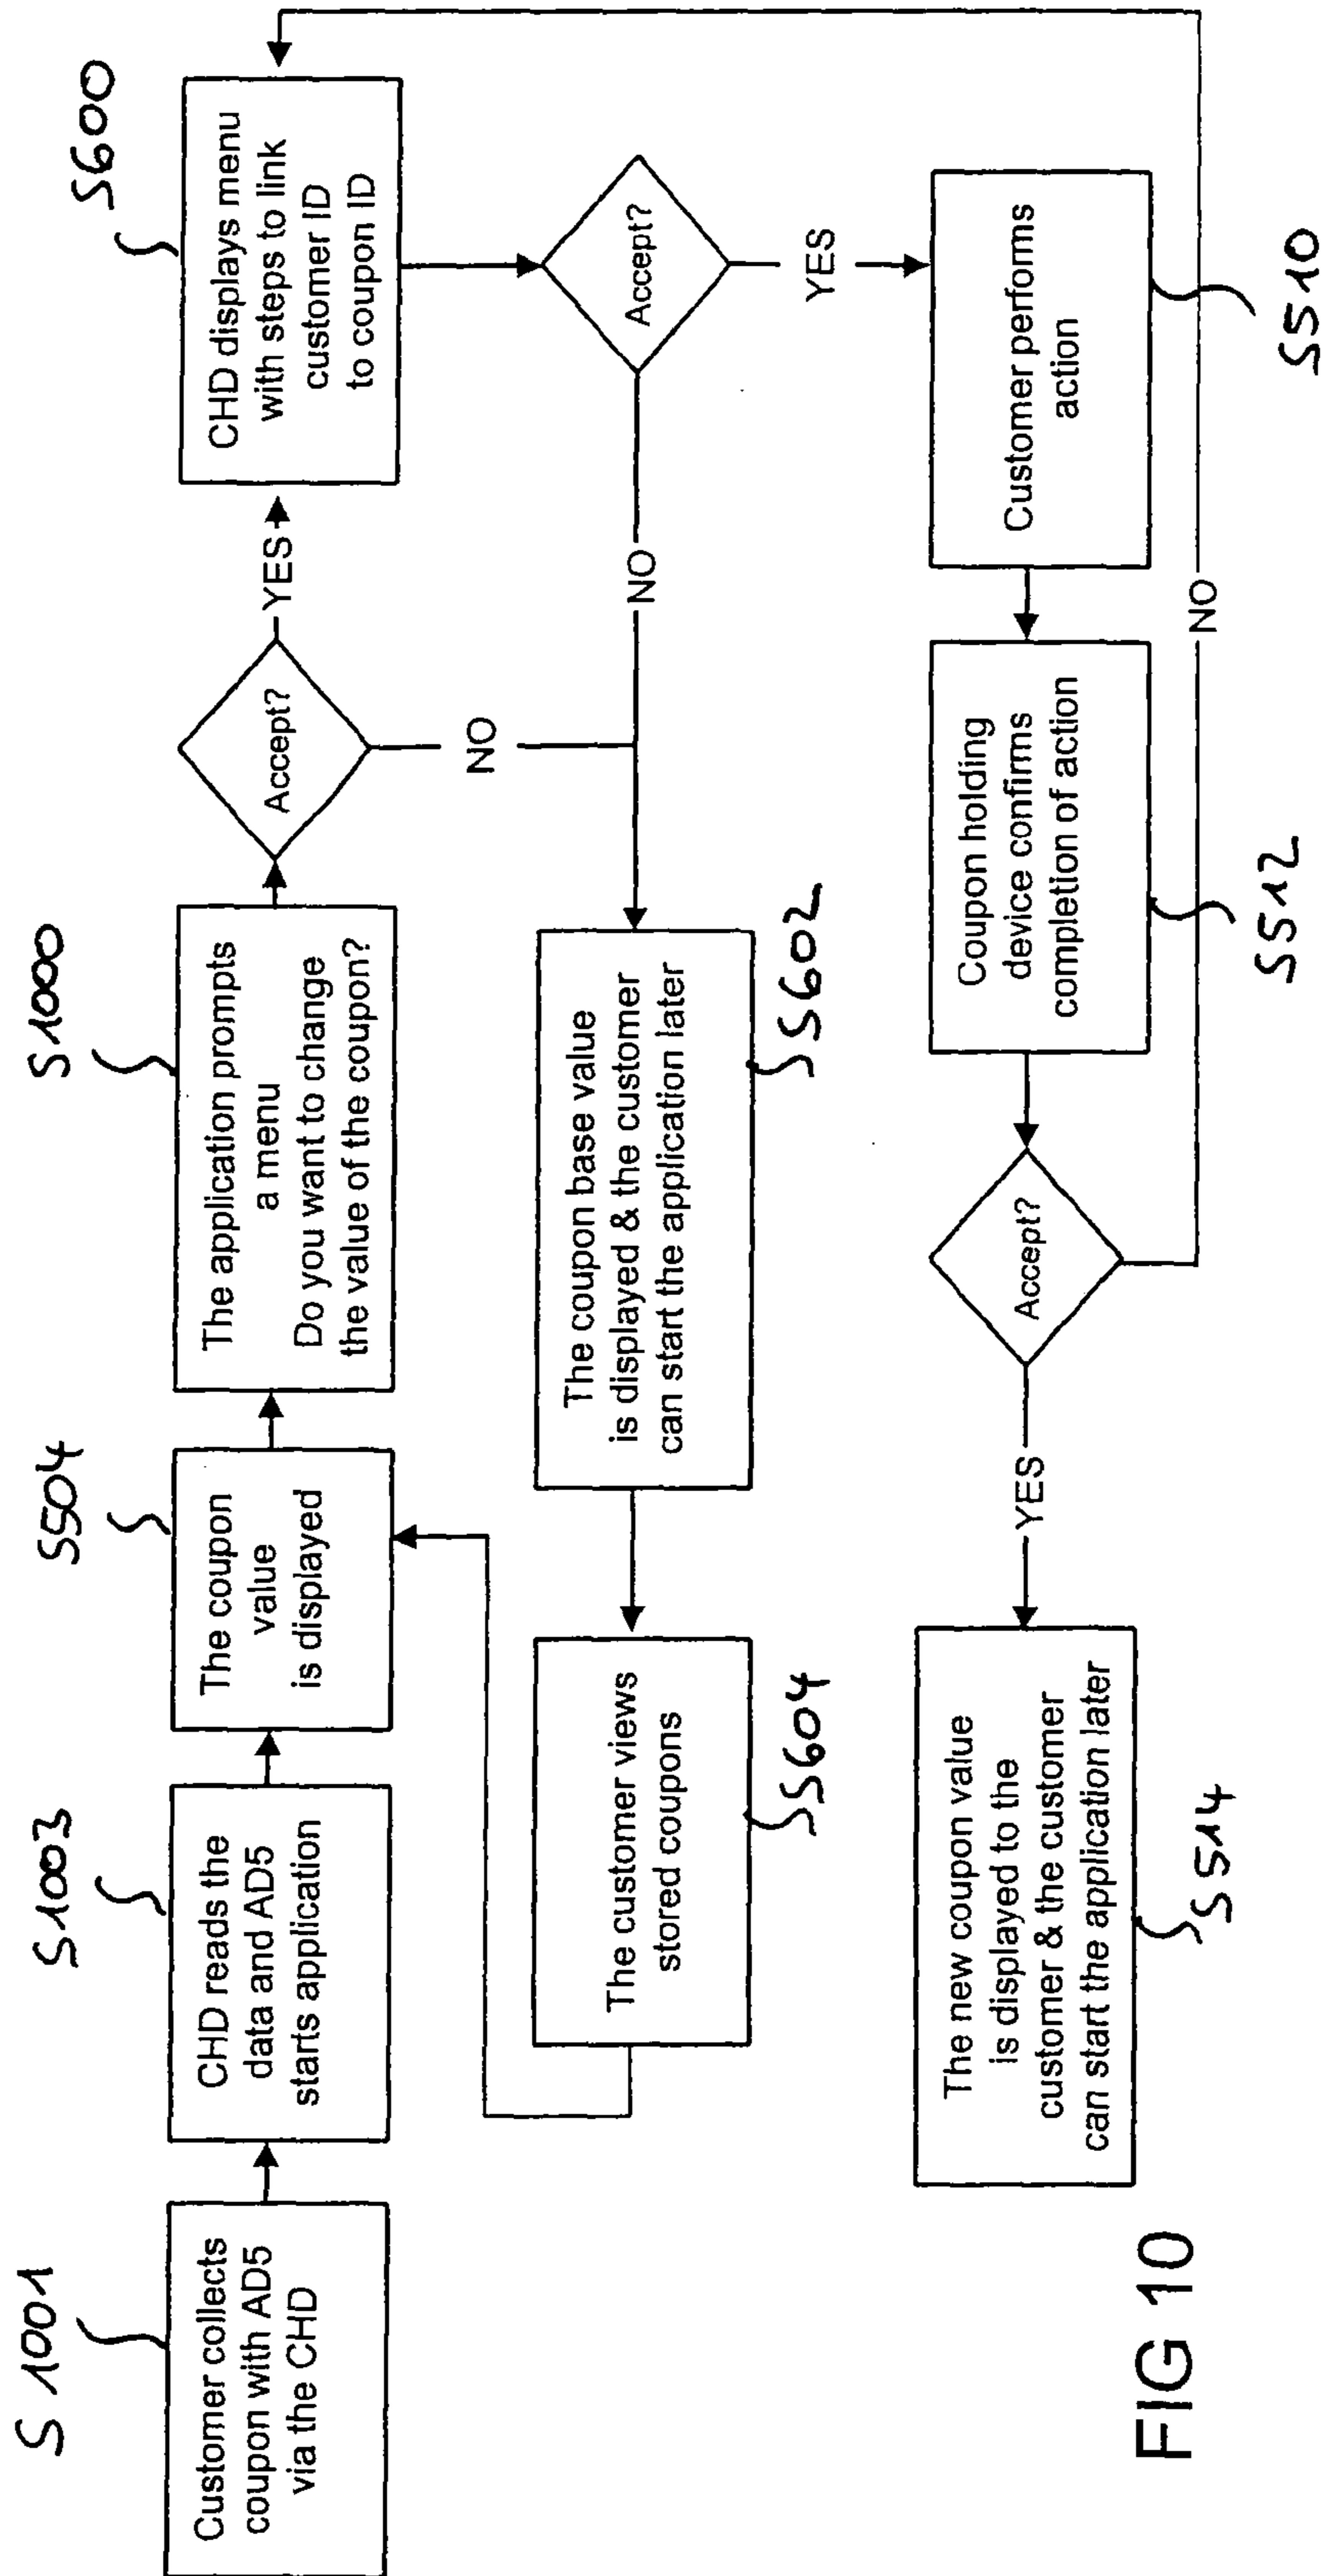 S1001
Customer collects
coupon with AD5
via the CHD
S1003
CHD reads the
data and AD5
starts application
S504
The coupon
value
is displayed
S1000
The application prompts
a menu
Do you want to change
the value of the coupon?
Accept?
YES
NO
S600
CHD displays menu
with steps to link
customer ID
to coupon ID
The customer views
stored coupons
S604
The coupon base value
is displayed & the customer
can start the application later
S602
NO
Accept?
YES
The new coupon value
is displayed to the
customer & the customer
can start the application later
S514
YES
Accept?
NO
Coupon holding
device confirms
completion of action
S512
Customer performs
action
S510
FIG 10